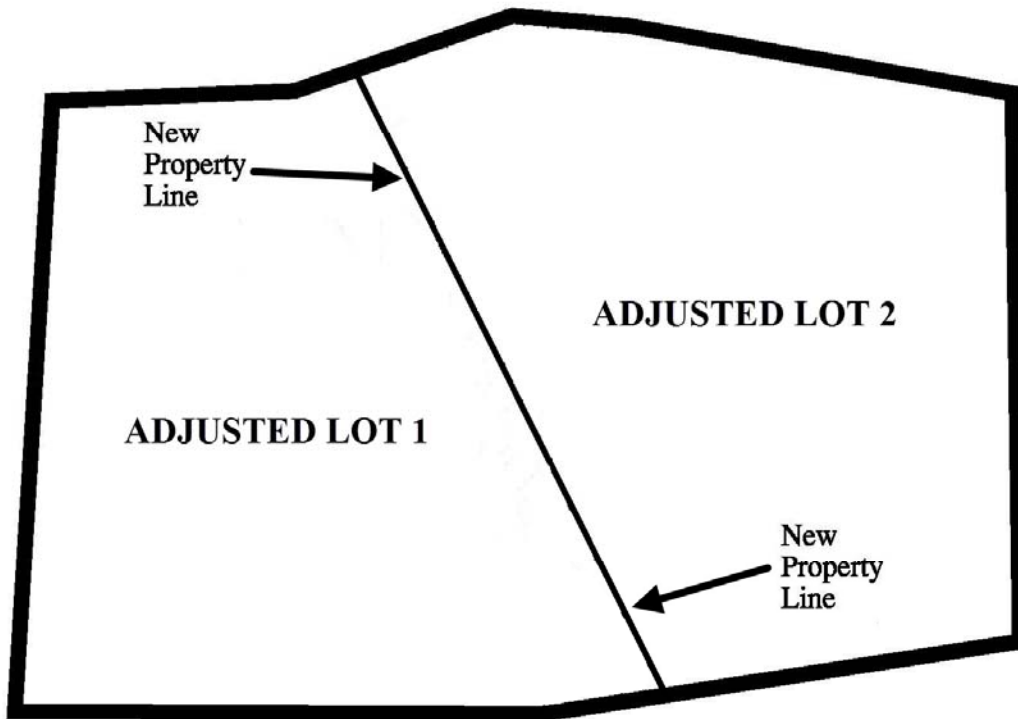 New
Property
Line
ADJUSTED LOT 2
ADJUSTED LOT 1
New
Property
Line